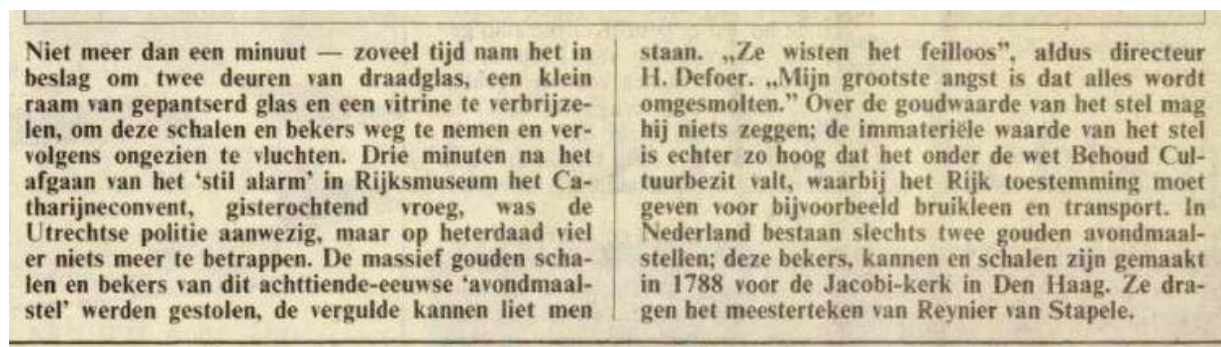 Niet meer dan een minuut — zoveel tijd nam het in
beslag om twee deuren van draadglas, een klein
raam van gepantserd glas en een vitrine te verbrijze-
len, om deze schalen en bekers weg te nemen en ver-
volgens ongezien te vluchten. Drie minuten na het
afgaan van het ‘stil alarm’ in Rijksmuseum het Ca-
tharijneconvent, gisterochtend vroeg, was de
Utrechtse politie aanwezig, maar op heterdaad viel
er niets meer te betrappen. De massief gouden scha-
len en bekers van dit achttiende-eeuwse ‘avondmaal-
stel’ werden gestolen, de vergulde kannen liet men
staan. „Ze wisten het feilloos”, aldus directeur
H. Defoer. „Mijn grootste angst is dat alles wordt
omgesmolten.” Over de goudwaarde van het stel mag
hij niets zeggen; de immateriële waarde van het stel
is echter zo hoog dat het onder de wet Behoud Cul-
tuurbezit valt, waarbij het Rijk toestemming moet
geven voor bijvoorbeeld bruikleen en transport. In
Nederland bestaan slechts twee gouden avondmaal-
stellen; deze bekers, kannen en schalen zijn gemaakt
in 1788 voor de Jacobi-kerk in Den Haag. Ze dra-
gen het meesterteken van Reynier van Stapele.